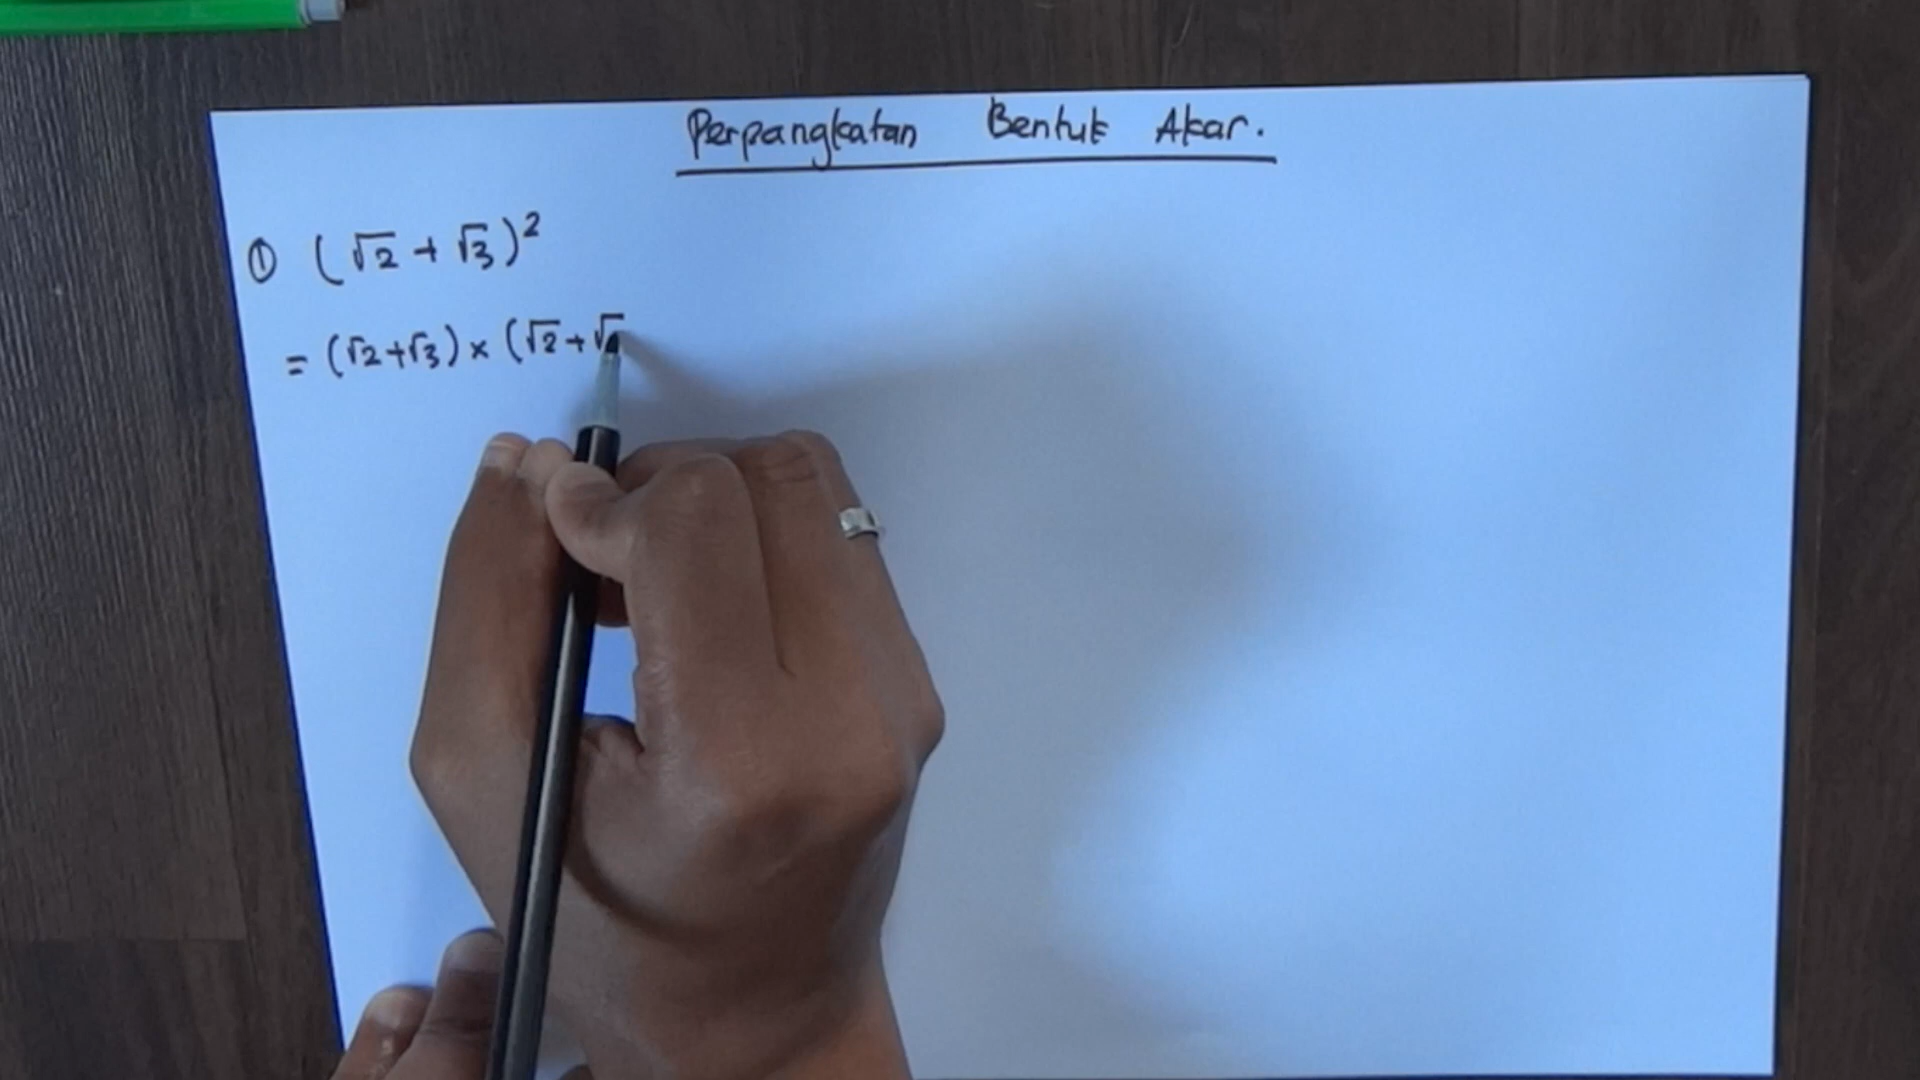 Perpangkatan Bentuk Akar.
① (√2 + √3)²
= (√2+√3) × (√2+√